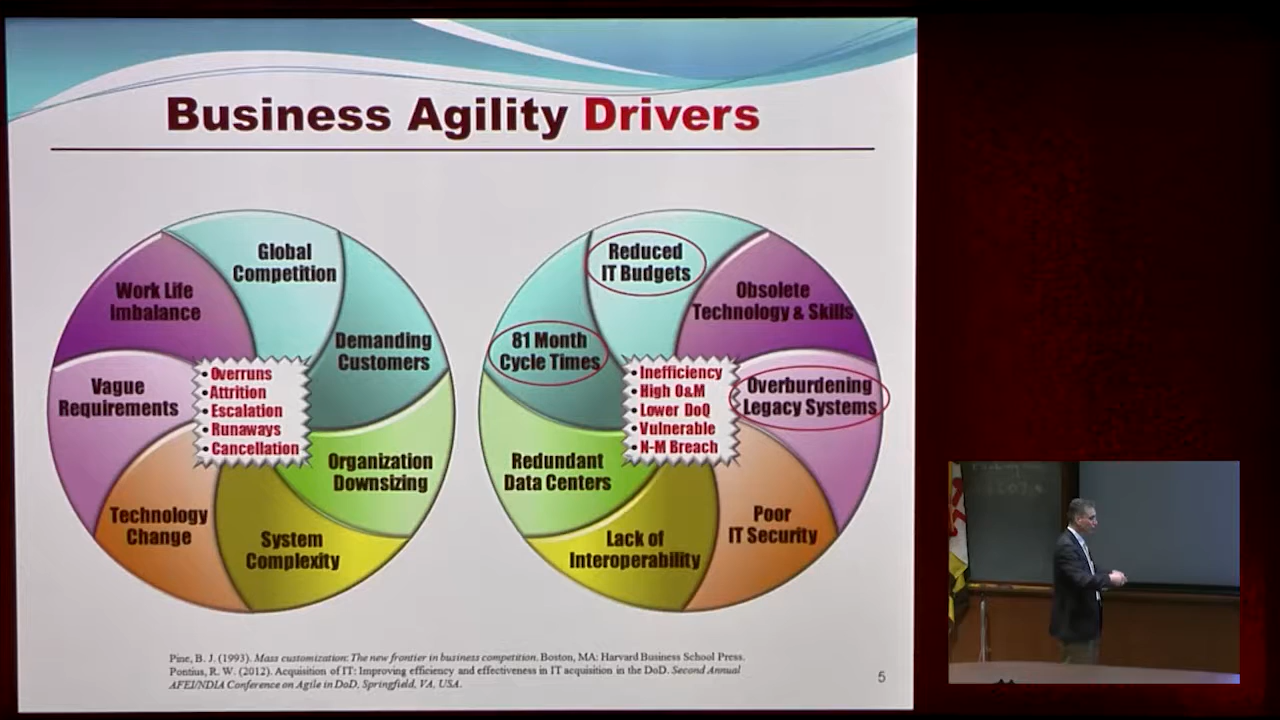 Business Agility Drivers
Global
Competition
Demanding
Customers
Organization
Downsizing
System
Complexity
Technology
Change
Vague
Requirements
Work Life
Imbalance
• Overruns
• Attrition
• Escalation
• Runaways
• Cancellation
Reduced
IT Budgets
Obsolete
Technology & Skills
Overburdening
Legacy Systems
Poor
IT Security
Lack of
Interoperability
Redundant
Data Centers
81 Month
Cycle Times
• Inefficiency
• High O&M
• Lower DoQ
• Vulnerable
• N-M Breach
Pine, B. J. (1993). Mass customization: The new frontier in business competition. Boston, MA: Harvard Business School Press.
Pontius, R. W. (2012). Acquisition of IT: Improving efficiency and effectiveness in IT acquisition in the DoD. Second Annual
AFEI/NDIA Conference on Agile in DoD, Springfield, VA, USA.
5